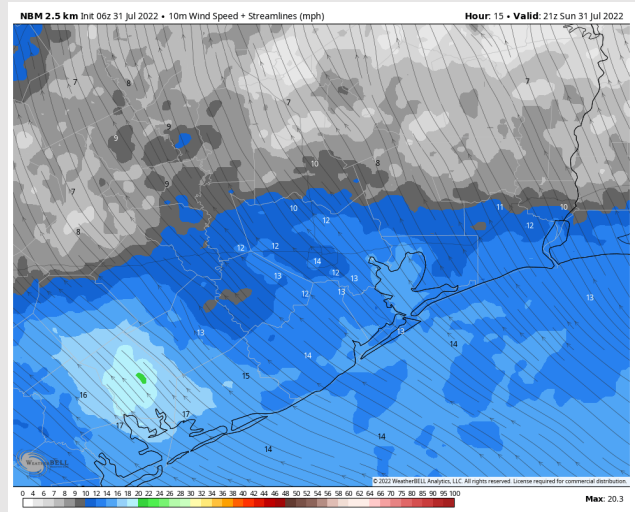 NBM 2.5 km Init 06z 31 Jul 2022 • 10m Wind Speed + Streamlines (mph) Hour: 15 • Valid: 21z Sun 31 Jul 2022
7 8 7 7
9 9
10 8
7 9
10 11 10
8 12 12
12 12
13 14 12 13
12 13 13
13 13
14 14
15
16
17 17
14 14
WEATHERBELL
© 2022 WeatherBELL Analytics, LLC. All rights reserved. License required for commercial distribution.
0 4 6 7 8 9 10 12 14 16 18 20 22 24 26 28 30 32 34 36 38 40 42 44 46 48 50 52 54 56 58 60 62 64 70 75 80 85 90 95 100
Max: 20.3